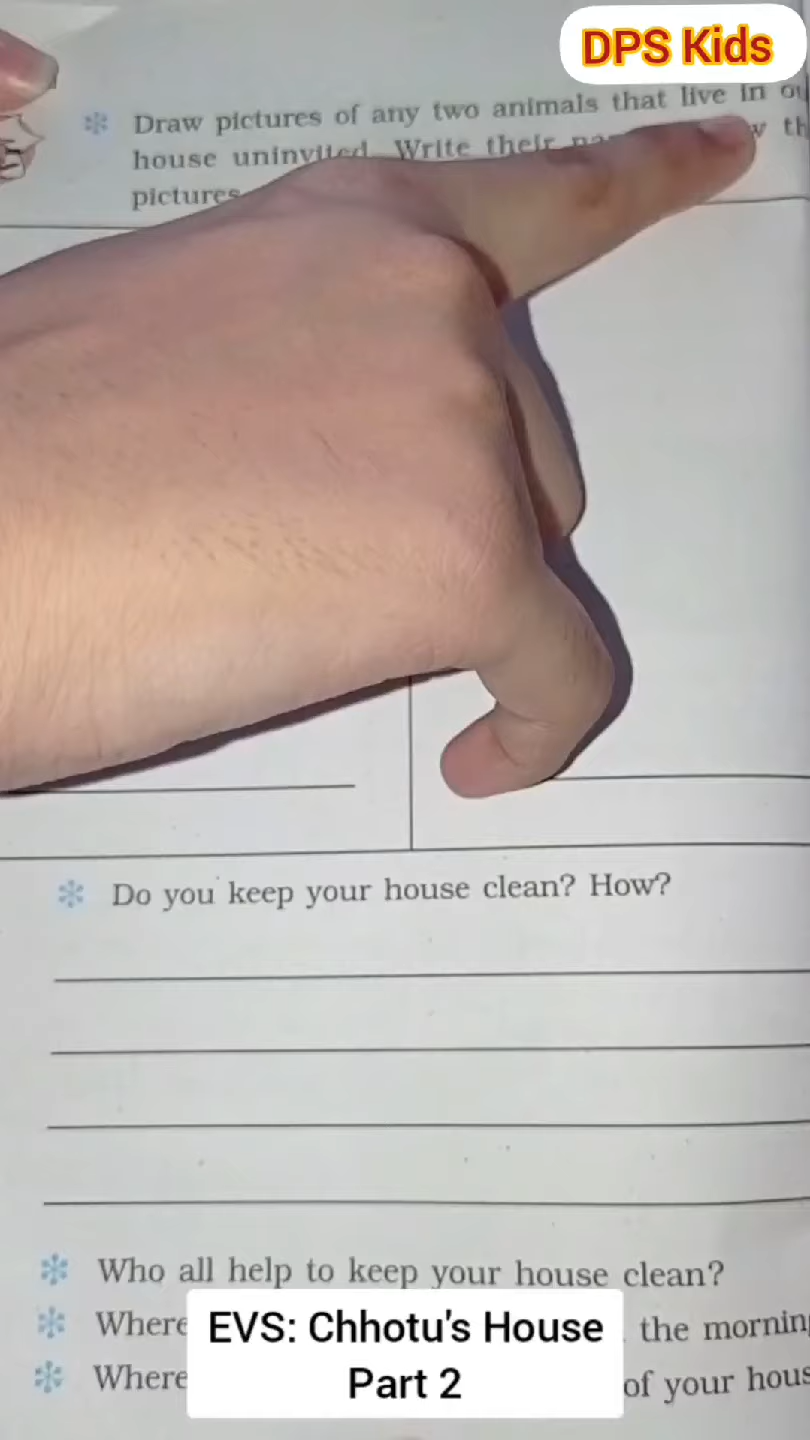 DPS Kids
Draw pictures of any two animals that live in
house uninvited. Write their
pictures
Do you keep your house clean? How?
Who all help to keep your house clean?
Where the
Where of your
EVS: Chhotu's House
Part 2